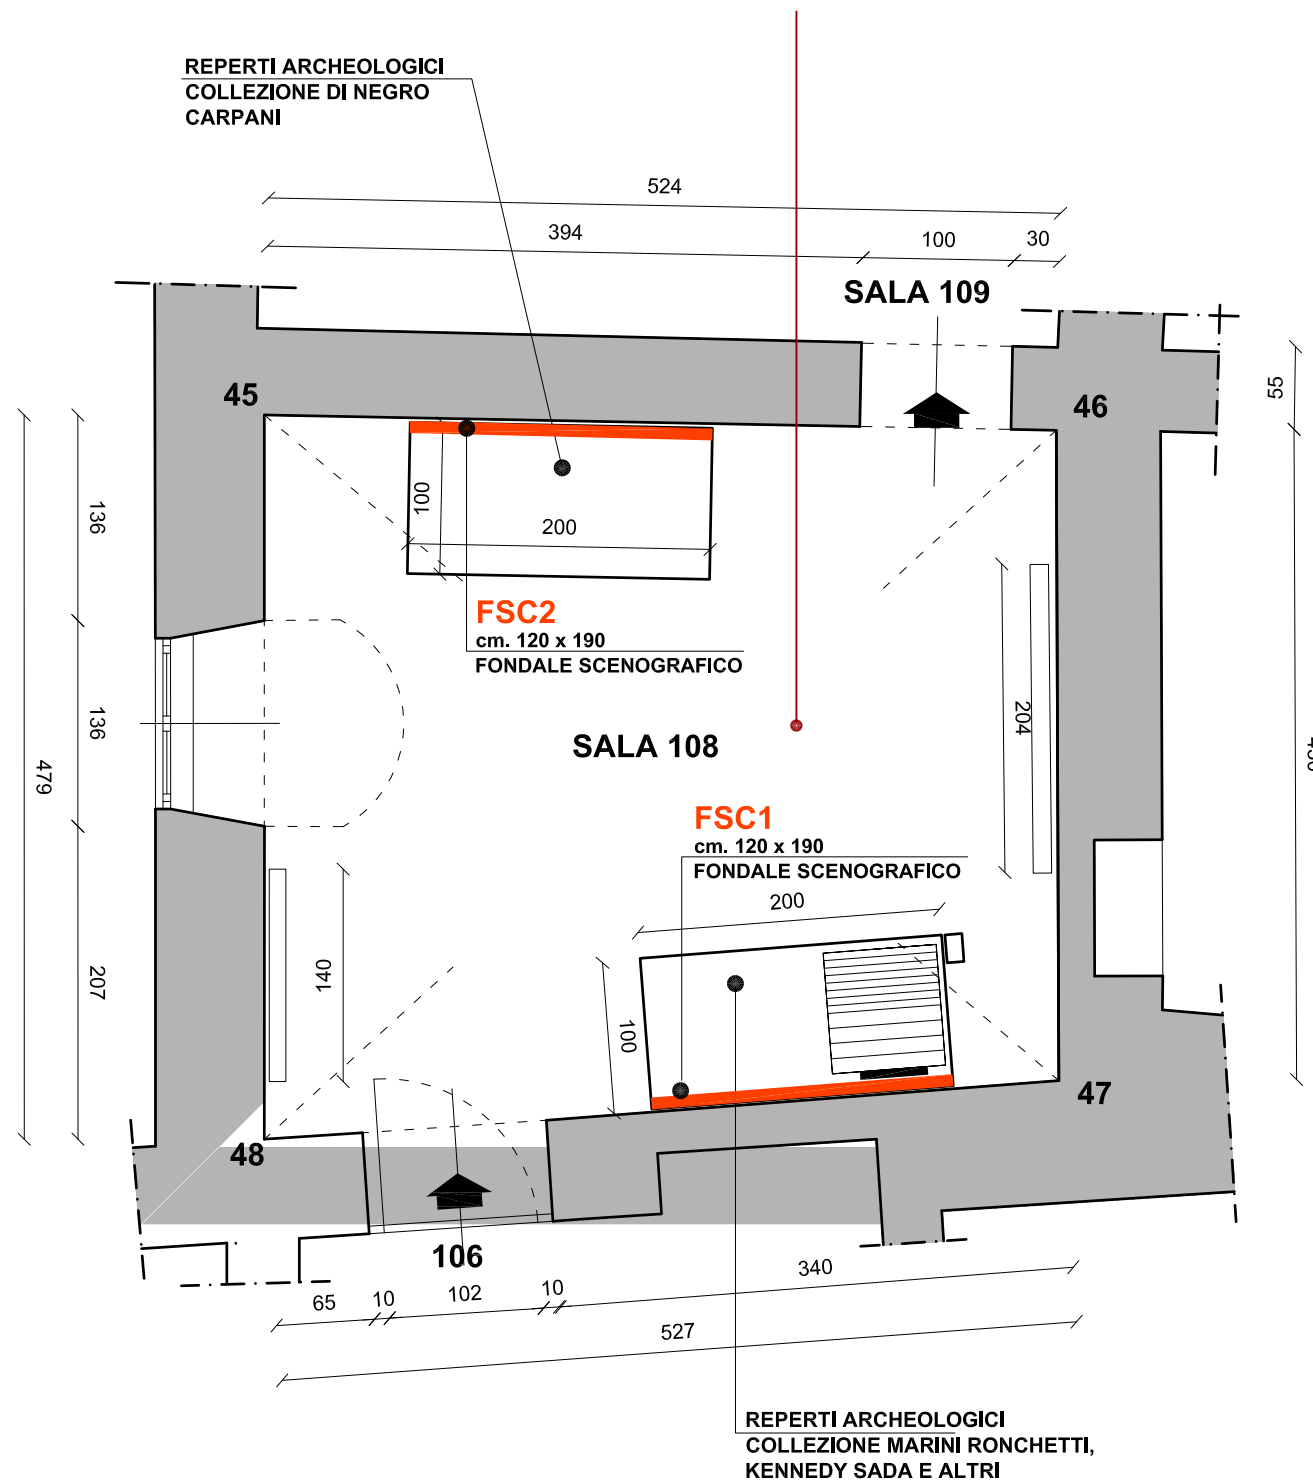 REPERTI ARCHEOLOGICI
COLLEZIONE DI NEGRO
CARPANI
524
394
100
30
SALA 109
45
46
55
136
100
200
FSC2
cm. 120 x 190
FONDALE SCENOGRAFICO
136
204
479
SALA 108
FSC1
cm. 120 x 190
FONDALE SCENOGRAFICO
200
207
140
100
47
48
106
65
10
102
10
340
527
REPERTI ARCHEOLOGICI
COLLEZIONE MARINI RONCHETTI,
KENNEDY SADA E ALTRI